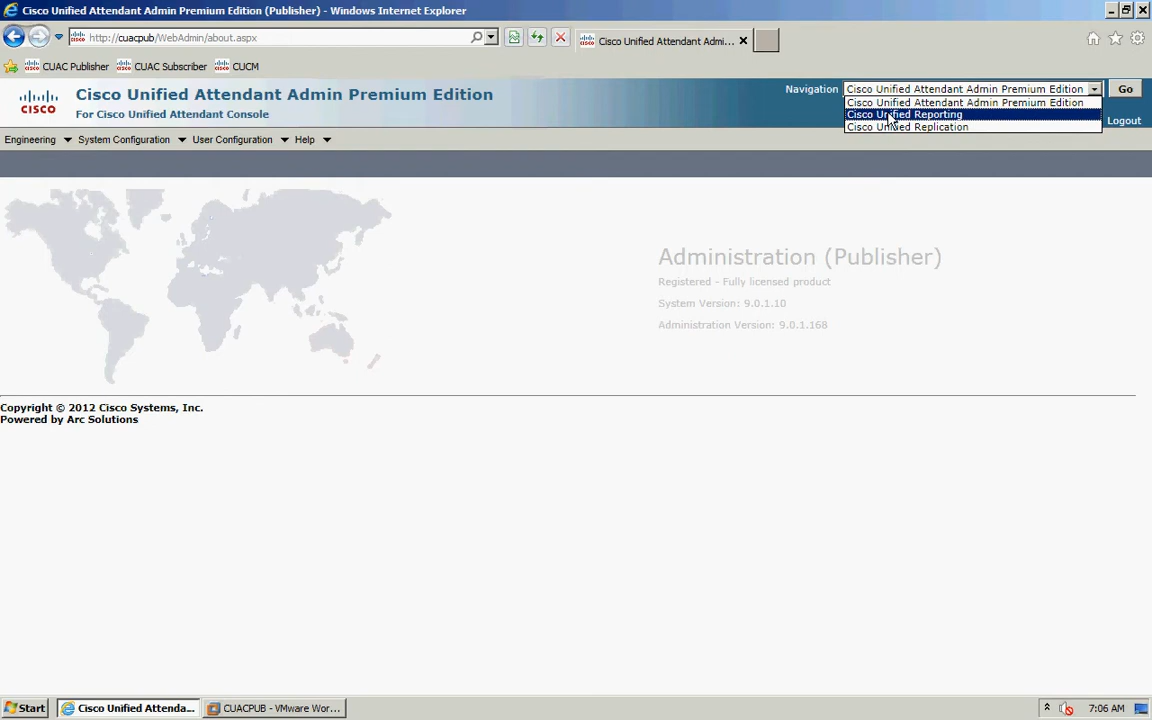 Cisco Unified Attendant Admin Premium Edition (Publisher) - Windows Internet Explorer
http://cuacpub/WebAdmin/about.aspx
Cisco Unified Attendant Admi...
CUAC Publisher CUAC Subscriber CUCM
CISCO
Cisco Unified Attendant Admin Premium Edition
For Cisco Unified Attendant Console
Navigation Cisco Unified Attendant Admin Premium Edition Go
Cisco Unified Attendant Admin Premium Edition
Cisco Unified Reporting
Cisco Unified Replication
Logout
Engineering System Configuration User Configuration Help
Administration (Publisher)
Registered - Fully licensed product
System Version: 9.0.1.10
Administration Version: 9.0.1.168
Copyright © 2012 Cisco Systems, Inc.
Powered by Arc Solutions
Start Cisco Unified Attenda... CUACPUB - VMware Wor... 7:06 AM